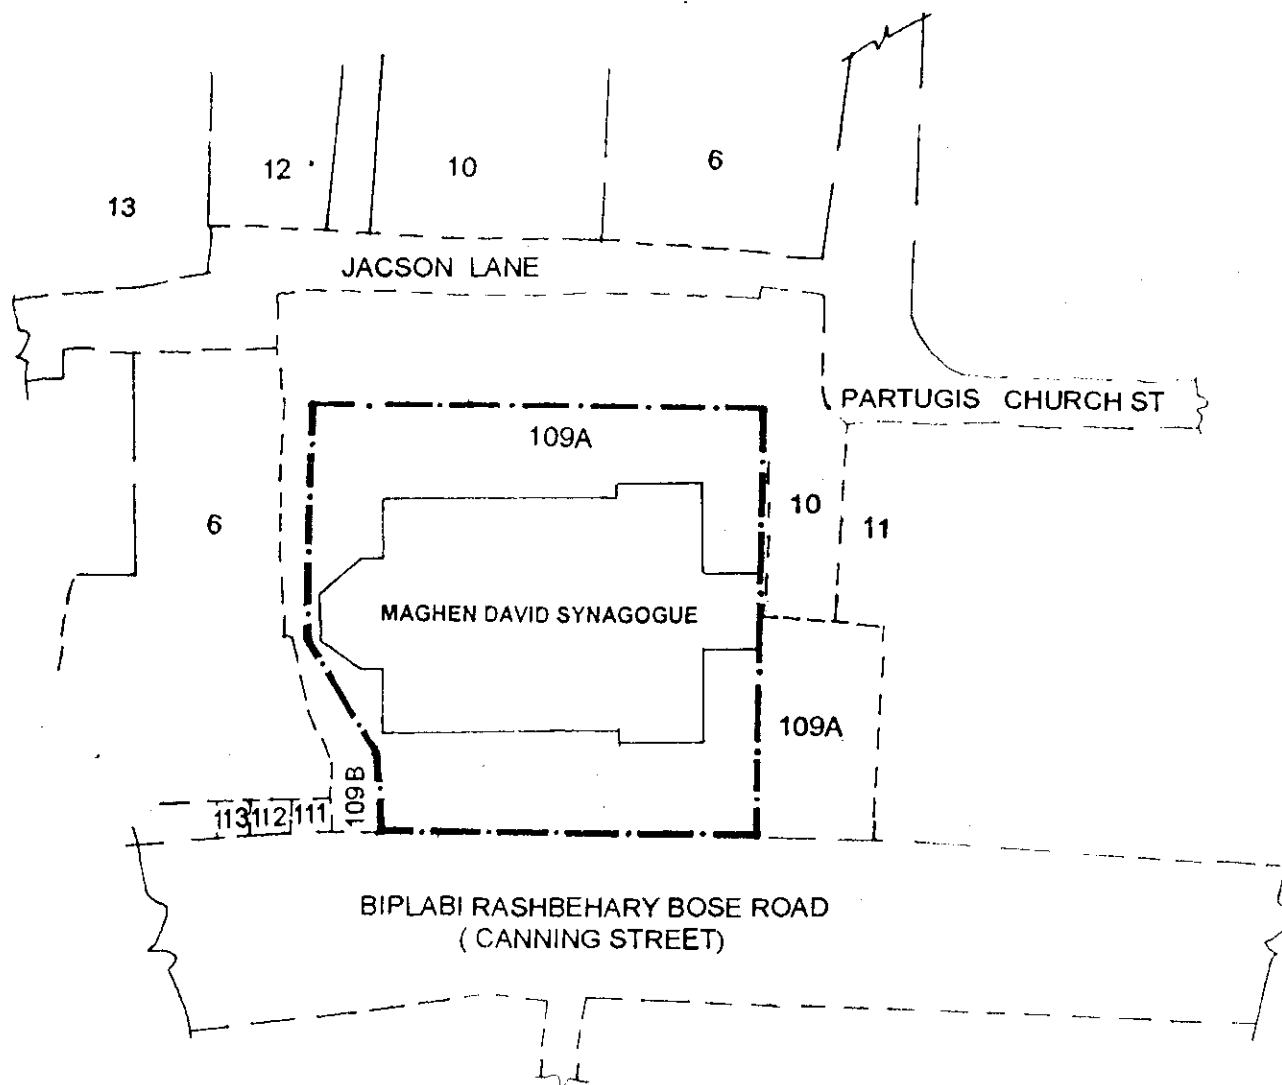 12
10
6
13
JACSON LANE
PARTUGIS CHURCH ST
109A
10
6
11
MAGHEN DAVID SYNAGOGUE
109A
109B
113
112
111
BIPLABI RASHBEHARY BOSE ROAD
( CANNING STREET)